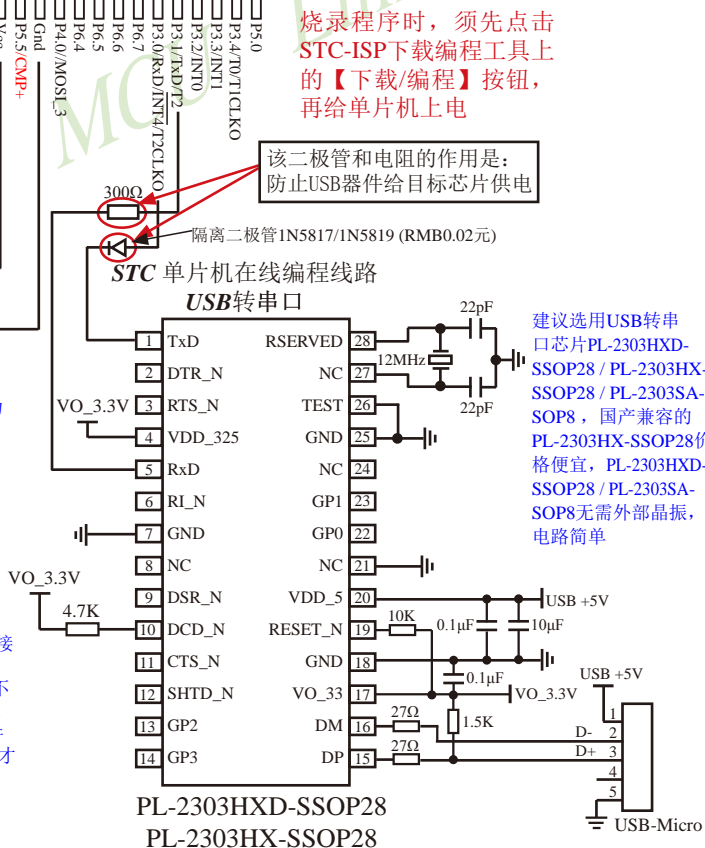 Vcc
P5.5/CMP+
Gnd
P4.0//MOSI_3
P6.4
P6.5
P6.6
P6.7
P3.0/RxD/INT4/T2CLKO
P3.1/TxD/T2
P3.2/INT0
P3.3/INT1
P3.4/T0/T1CLKO
P5.0
MCU
烧录程序时，须先点击
STC-ISP下载编程工具上
的【下载/编程】按钮，
再给单片机上电
该二极管和电阻的作用是：
防止USB器件给目标芯片供电
300Ω
隔离二极管1N5817/1N5819 (RMB0.02元)
STC 单片机在线编程线路
USB转串口
1 TxD
2 DTR_N
3 RTS_N
4 VDD_325
5 RxD
6 RI_N
7 GND
8 NC
9 DSR_N
10 DCD_N
11 CTS_N
12 SHTD_N
13 GP2
14 GP3
RSERVED 28
NC 27
TEST 26
GND 25
NC 24
GP1 23
GP0 22
NC 21
VDD_5 20
RESET_N 19
GND 18
VO_33 17
DM 16
DP 15
VO_3.3V
VO_3.3V
4.7K
22pF
12MHz
22pF
建议选用USB转串
口芯片PL-2303HXD-
SSOP28 / PL-2303HX-
SSOP28 / PL-2303SA-
SOP8 ，国产兼容的
PL-2303HX-SSOP28价
格便宜，PL-2303HXD-
SSOP28 / PL-2303SA-
SOP8无需外部晶振，
电路简单
USB +5V
10K
0.1μF
10μF
0.1μF
VO_3.3V
27Ω
1.5K
27Ω
USB +5V
D-
D+
1
2
3
4
5
USB-Micro
接
不
才
PL-2303HXD-SSOP28
PL-2303HX-SSOP28